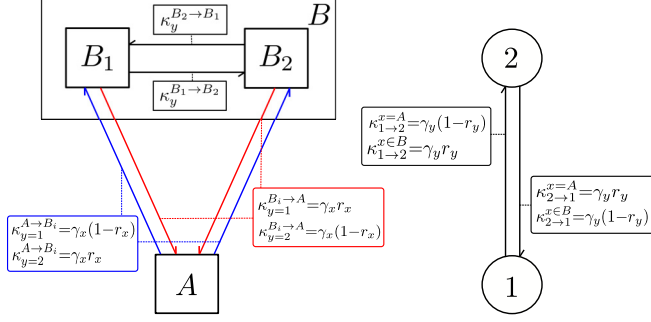 B
κ_y^{B_2→B_1}
B_1
B_2
κ_y^{B_1→B_2}
κ_{y=1}^{A→B_i}=γ_x(1-r_x)
κ_{y=2}^{A→B_i}=γ_x r_x
κ_{y=1}^{B_i→A}=γ_x r_x
κ_{y=2}^{B_i→A}=γ_x(1-r_x)
A
2
κ_{1→2}^{x=A}=γ_y(1-r_y)
κ_{1→2}^{x∈B}=γ_y r_y
κ_{2→1}^{x=A}=γ_y r_y
κ_{2→1}^{x∈B}=γ_y(1-r_y)
1